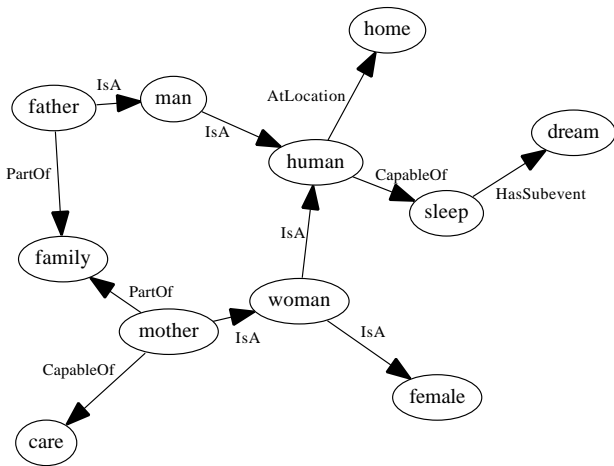 home
IsA
man
father
AtLocation
IsA
dream
human
PartOf
CapableOf
HasSubevent
sleep
IsA
family
PartOf
woman
mother
IsA
IsA
CapableOf
female
care